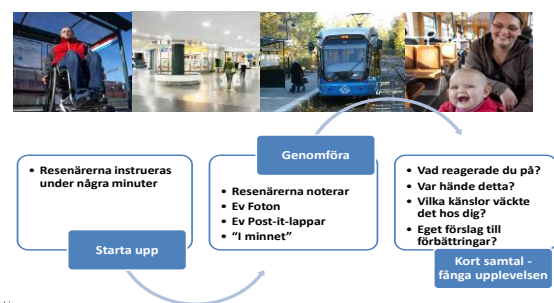 • Resenärerna instrueras
under några minuter
Starta upp
Genomföra
• Resenärerna noterar
• Ev Foton
• Ev Post-it-lappar
• “I minnet”
• Vad reagerade du på?
• Var hände detta?
• Vilka känslor väckte
det hos dig?
• Eget förslag till
förbättringar?
Kort samtal -
fånga upplevelsen